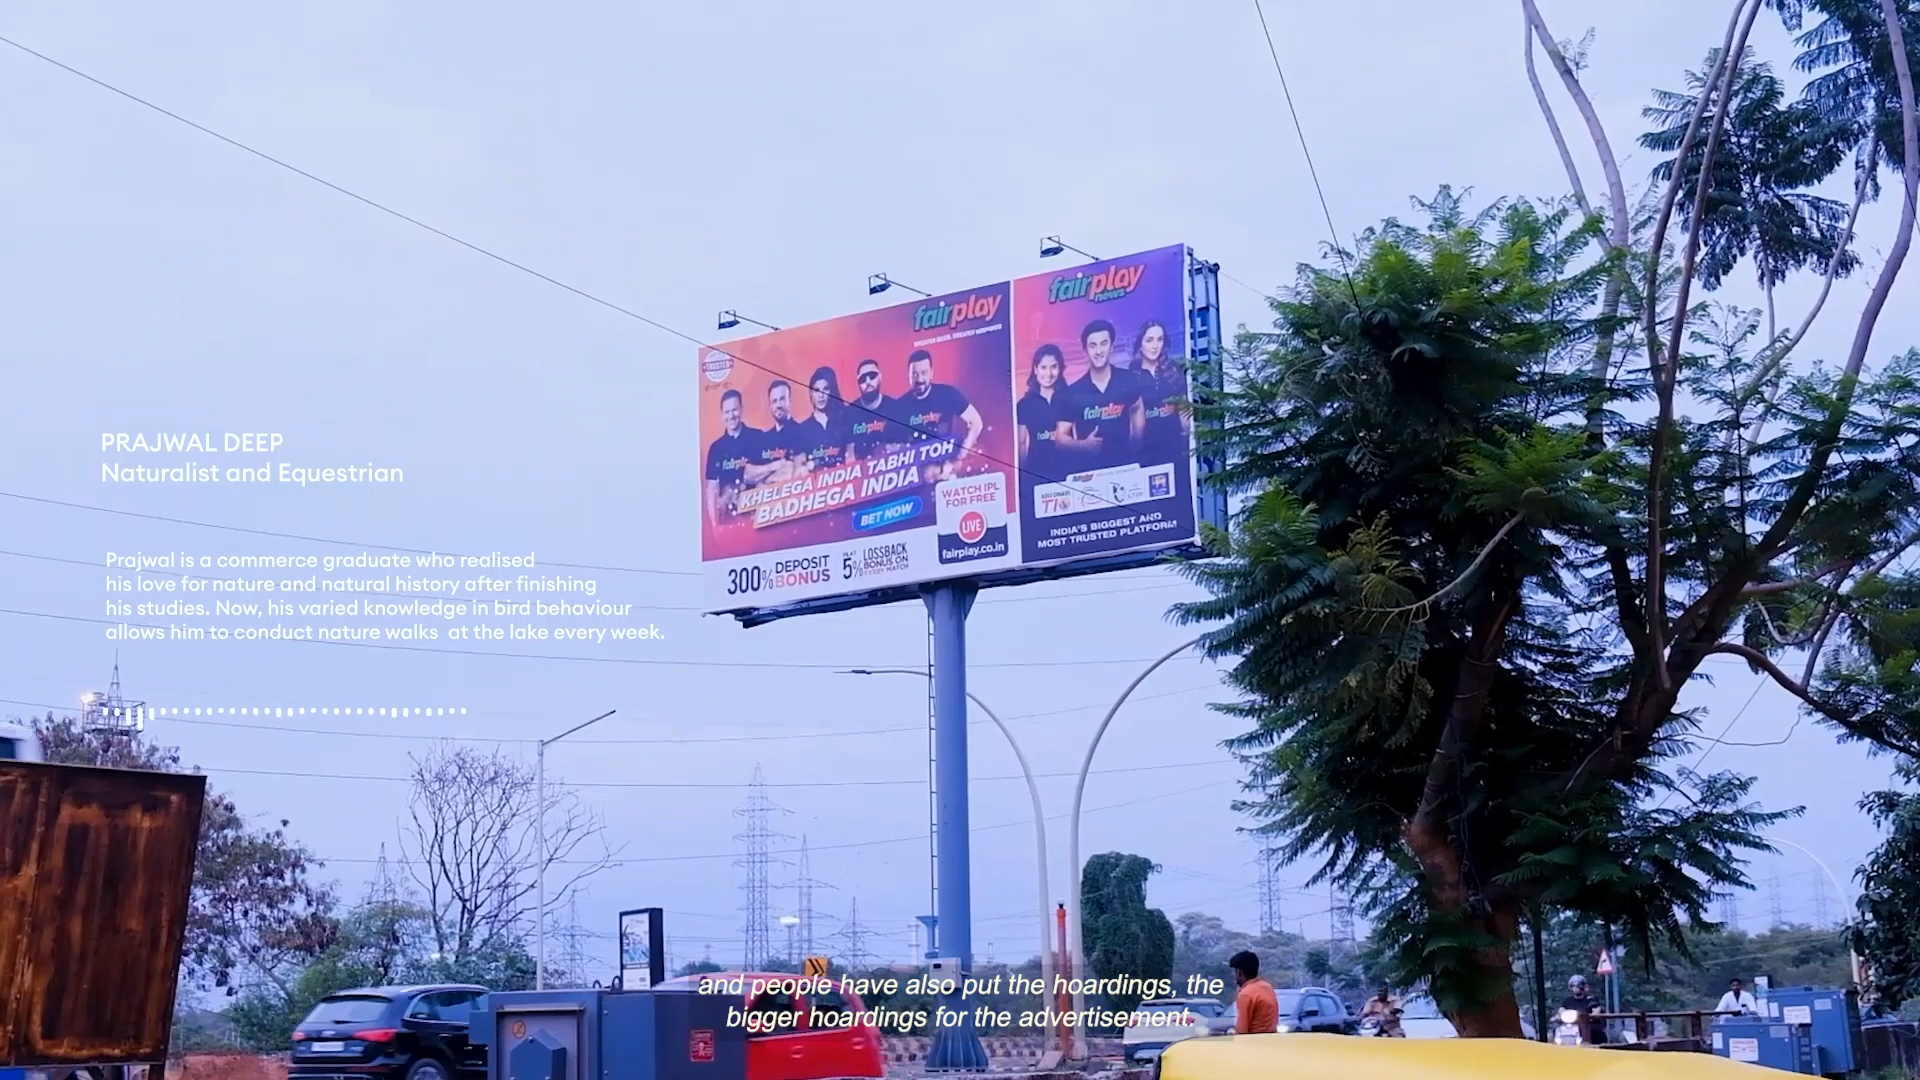 PRAJWAL DEEP
Naturalist and Equestrian
Prajwal is a commerce graduate who realised
his love for nature and natural history after finishing
his studies. Now, his varied knowledge in bird behaviour
allows him to conduct nature walks at the lake every week.
fairplay
KHELEGA INDIA TABHI TOH
BADHEGA INDIA
BET NOW
WATCH IPL
FOR FREE
LIVE
fairplay.co.in
300% DEPOSIT
BONUS
5% LOSSBACK
BONUS ON
EVERY MATCH
fairplay
news
fairplay
ABU DHABI
T10
INDIA'S BIGGEST AND
MOST TRUSTED PLATFORM
and people have also put the hoardings, the
bigger hoardings for the advertisement.